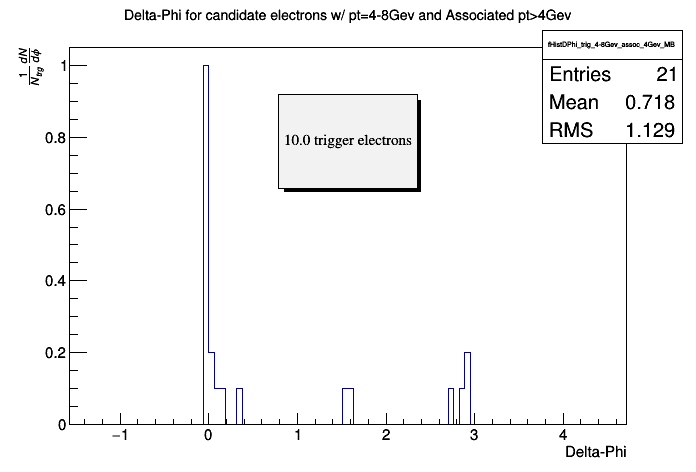 Delta-Phi for candidate electrons w/ pt=4-8Gev and Associated pt>4Gev
fHistDPhi_trig_4-8Gev_assoc_4Gev_MB
Entries 21
Mean 0.718
RMS 1.129
1 dN
N_trg dϕ
10.0 trigger electrons
1
0.8
0.6
0.4
0.2
0
−1 0 1 2 3 4
Delta-Phi